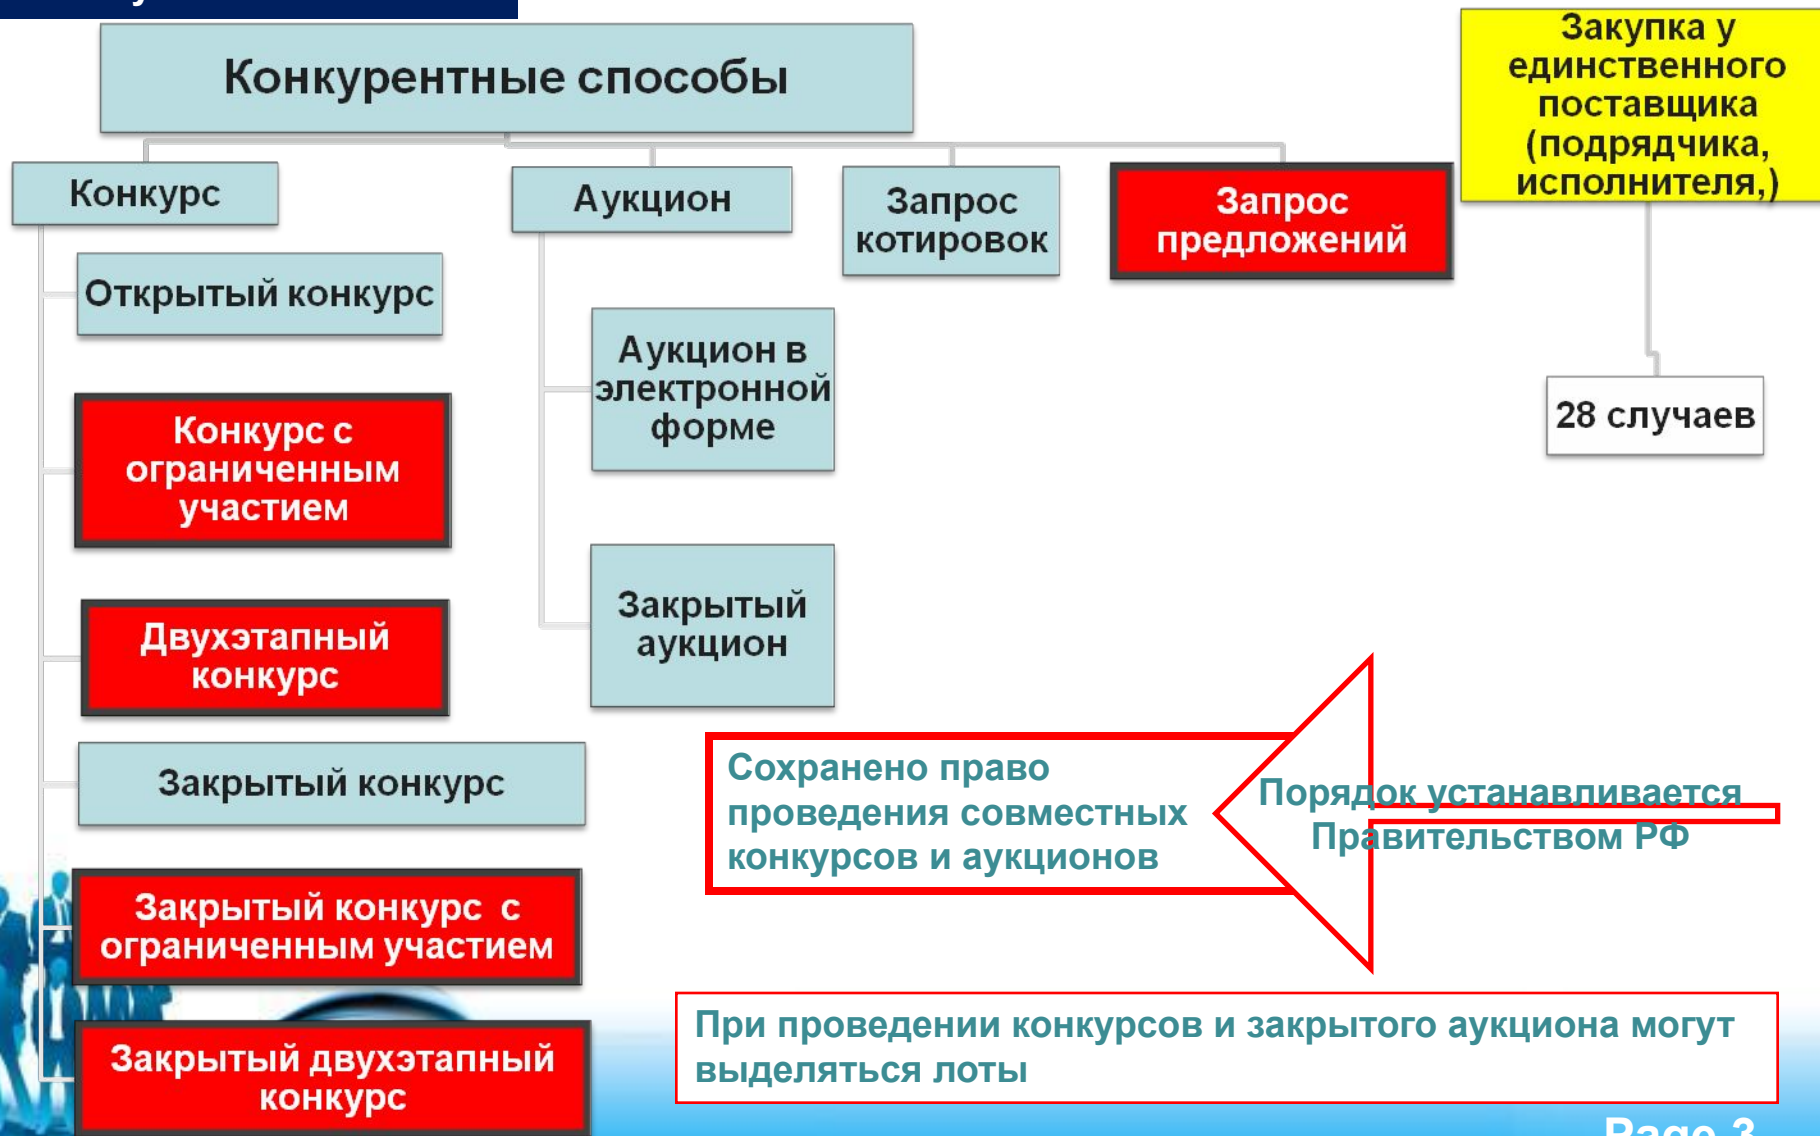 Конкурентные способы
Закупка у
единственного
поставщика
(подрядчика,
исполнителя,)
Конкурс
Аукцион
Запрос
котировок
Запрос
предложений
Открытый конкурс
Конкурс с
ограниченным
участием
Двухэтапный
конкурс
Закрытый конкурс
Закрытый конкурс с
ограниченным участием
Закрытый двухэтапный
конкурс
Аукцион в
электронной
форме
Закрытый
аукцион
28 случаев
Сохранено право
проведения совместных
конкурсов и аукционов
Порядок устанавливается
Правительством РФ
При проведении конкурсов и закрытого аукциона могут
выделяться лоты
Page 3